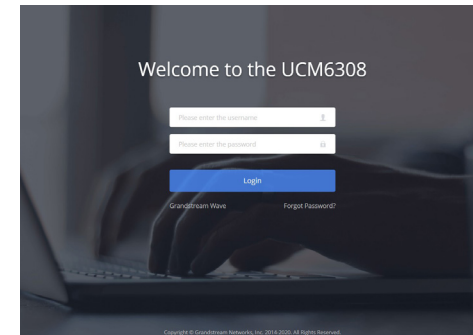 Welcome to the UCM6308
Please enter the username
Please enter the password
Login
Grandstream Wave Forgot Password?
Copyright © Grandstream Networks, Inc. 2014-2020. All Rights Reserved.